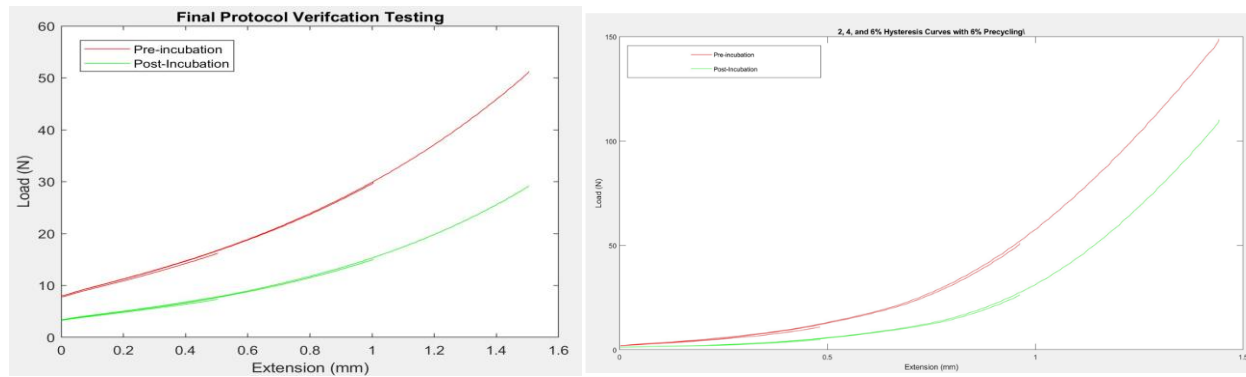 Final Protocol Verifcation Testing
60
50
40
30
20
10
0
Load (N)
Pre-incubation
Post-Incubation
0 0.2 0.4 0.6 0.8 1 1.2 1.4 1.6
Extension (mm)
2, 4, and 6% Hysteresis Curves with 6% Precycling\
150
100
50
0
Load (N)
Pre-incubation
Post-Incubation
0 0.5 1 1.5
Extension (mm)